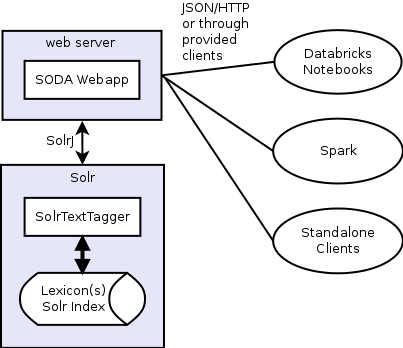 JSON/HTTP
or through
provided
clients
web server
SODA Webapp
Databricks
Notebooks
SolrJ
Spark
Solr
SolrTextTagger
Standalone
Clients
Lexicon(s)
Solr Index